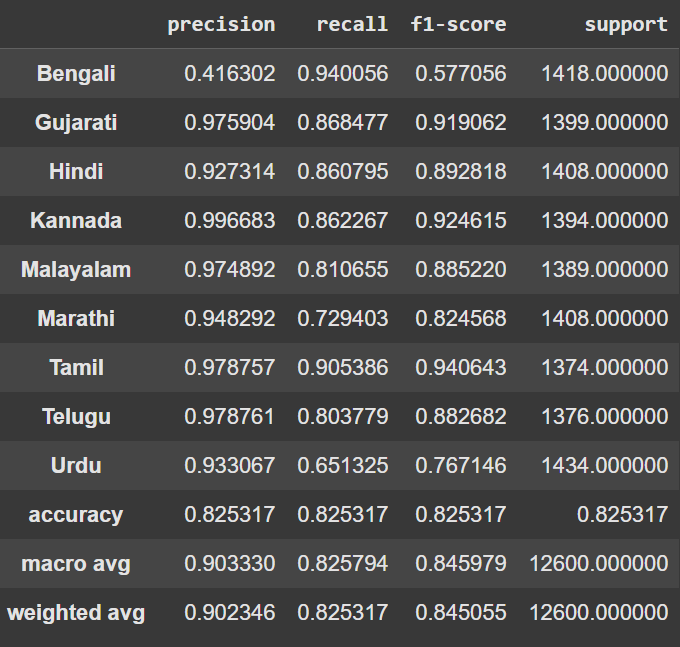 precision recall f1-score support
Bengali 0.416302 0.940056 0.577056 1418.000000
Gujarati 0.975904 0.868477 0.919062 1399.000000
Hindi 0.927314 0.860795 0.892818 1408.000000
Kannada 0.996683 0.862267 0.924615 1394.000000
Malayalam 0.974892 0.810655 0.885220 1389.000000
Marathi 0.948292 0.729403 0.824568 1408.000000
Tamil 0.978757 0.905386 0.940643 1374.000000
Telugu 0.978761 0.803779 0.882682 1376.000000
Urdu 0.933067 0.651325 0.767146 1434.000000
accuracy 0.825317 0.825317 0.825317 0.825317
macro avg 0.903330 0.825794 0.845979 12600.000000
weighted avg 0.902346 0.825317 0.845055 12600.000000